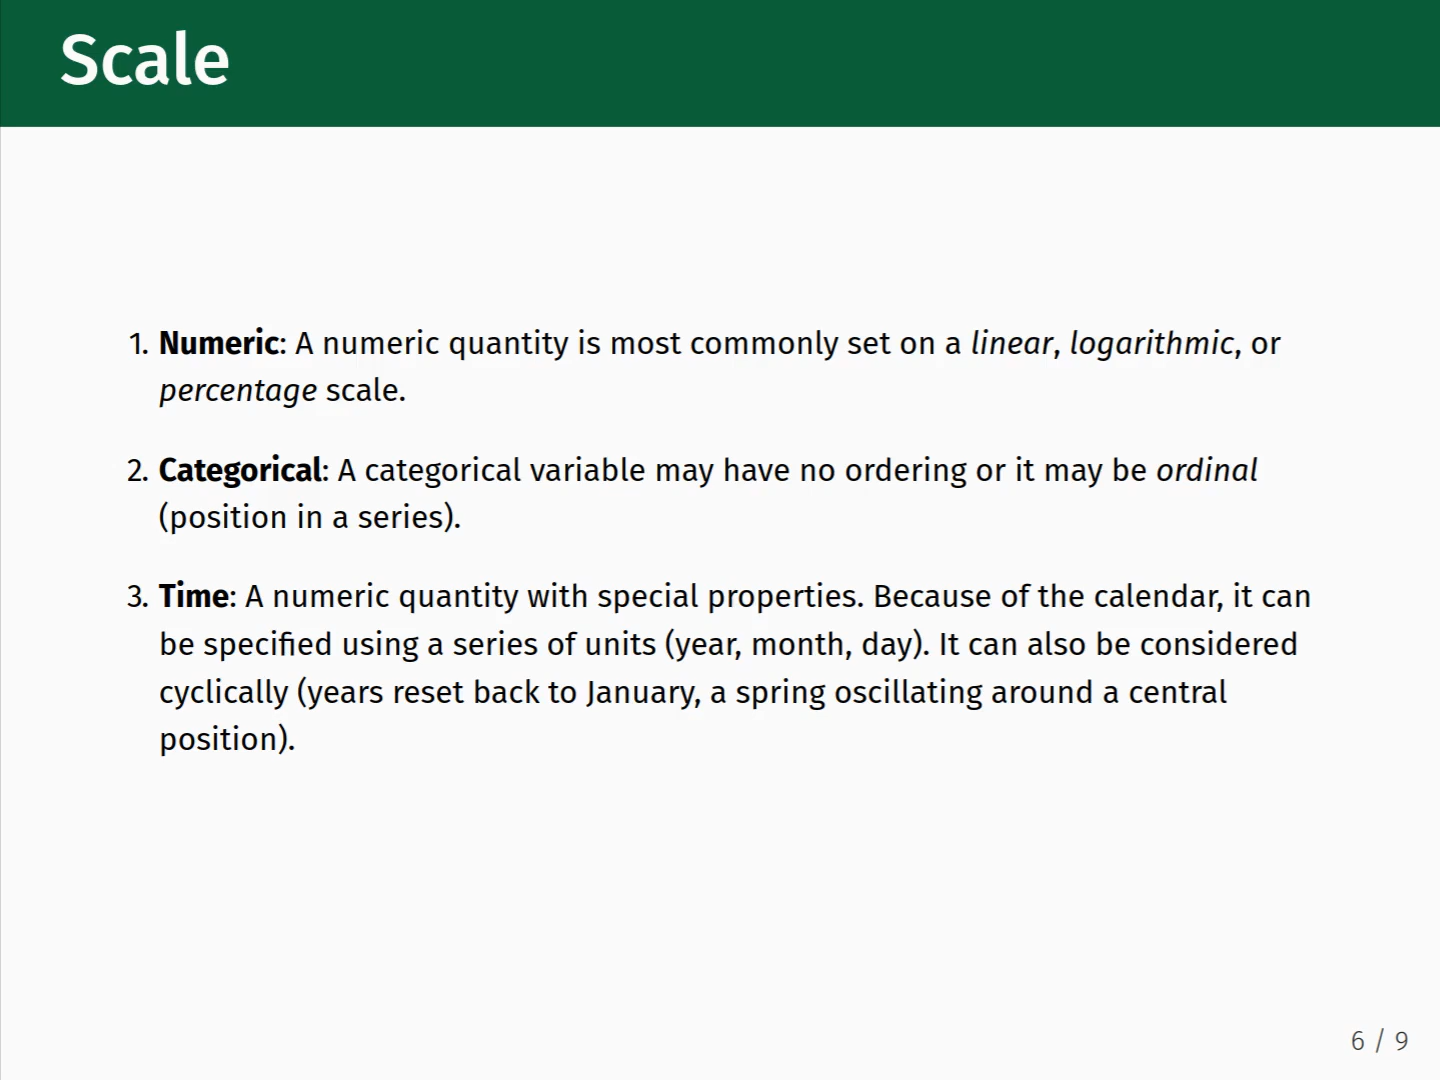 Scale
1. Numeric: A numeric quantity is most commonly set on a linear, logarithmic, or
percentage scale.
2. Categorical: A categorical variable may have no ordering or it may be ordinal
(position in a series).
3. Time: A numeric quantity with special properties. Because of the calendar, it can
be specified using a series of units (year, month, day). It can also be considered
cyclically (years reset back to January, a spring oscillating around a central
position).
6 / 9